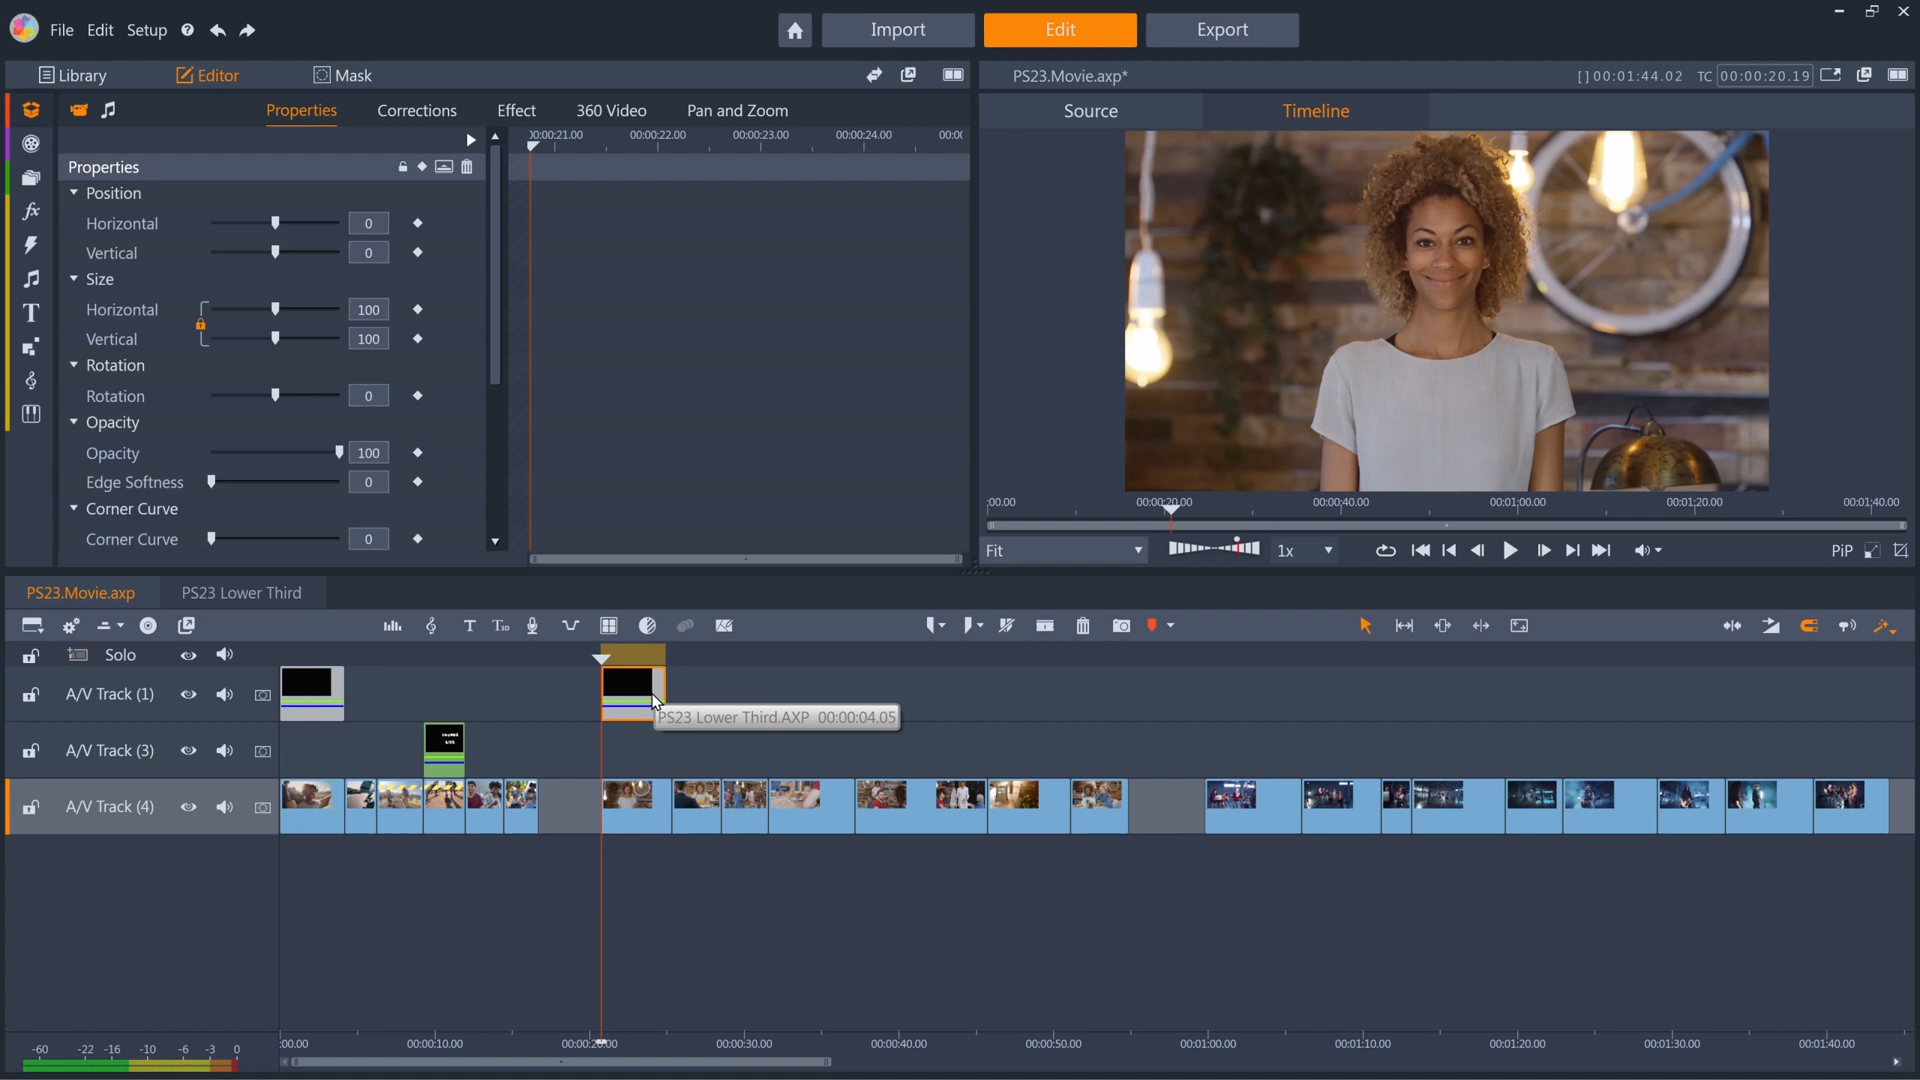 File Edit Setup
Import Edit Export
Library Editor Mask
PS23.Movie.axp* [ ] 00:01:44.02 TC 00:00:20.19
Properties Corrections Effect 360 Video Pan and Zoom
Source Timeline
00:00:22.00 00:00:23.00 00:00:24.00
Properties
Position
Horizontal 0
Vertical 0
Size
Horizontal 100
Vertical 100
Rotation
Rotation 0
Opacity
Opacity 100
Edge Softness 0
Corner Curve
Corner Curve 0
:00.00 00:00:20.00 00:00:40.00 00:01:00.00 00:01:20.00 00:01:40.00
Fit 1x PiP
PS23.Movie.axp PS23 Lower Third
Solo
A/V Track (1)
PS23 Lower Third.AXP 00:00:04.05
A/V Track (3)
A/V Track (4)
:00.00 00:00:10.00 00:00:20.00 00:00:30.00 00:00:40.00 00:00:50.00 00:01:00.00 00:01:10.00 00:01:20.00 00:01:30.00 00:01:40.00
-60 -22 -16 -10 -6 -3 0